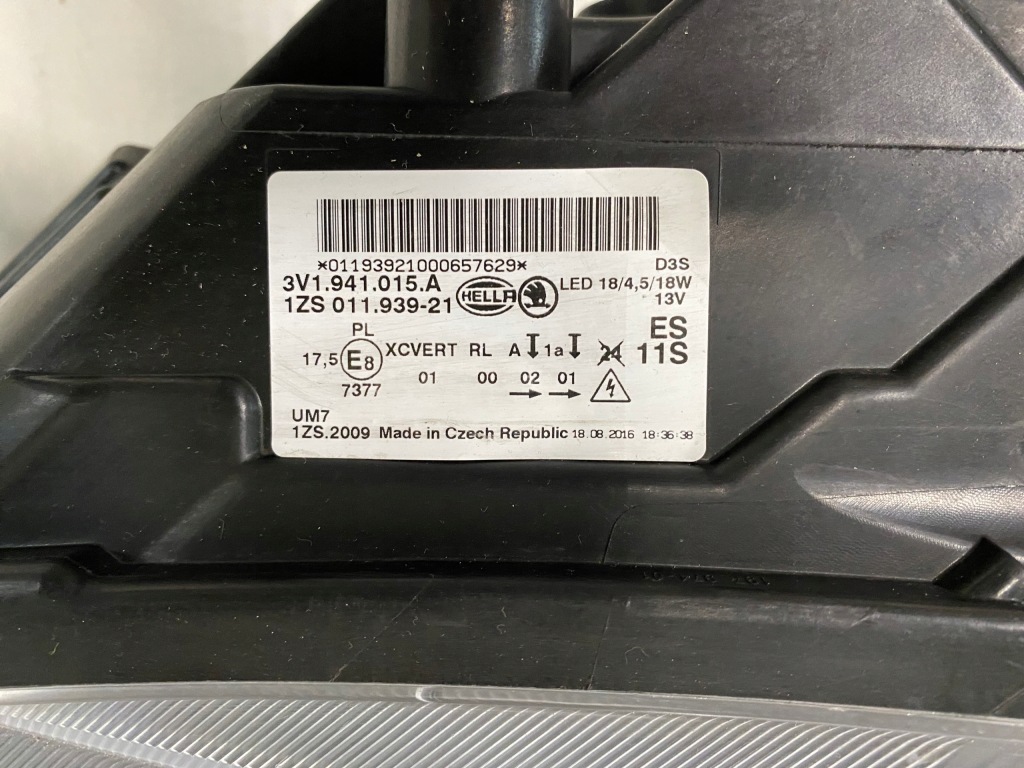 *01193921000657629*
D3S
3V1.941.015.A
LED 18/4,5/18W
1ZS 011.939-21
HELLA
13V
ES
PL
17,5 E8 XCVERT RL A 1a 24 11S
7377 01 00 02 01
UM7
1ZS.2009 Made in Czech Republic 18.08.2016 18:36:38